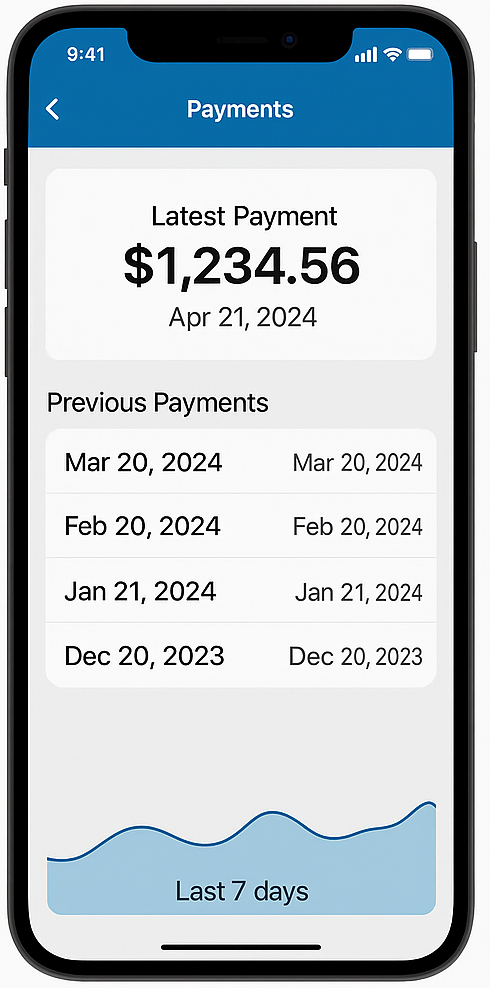 9:41
Payments
Latest Payment
$1,234.56
Apr 21, 2024
Previous Payments
Mar 20, 2024 Mar 20, 2024
Feb 20, 2024 Feb 20, 2024
Jan 21, 2024 Jan 21, 2024
Dec 20, 2023 Dec 20, 2023
Last 7 days